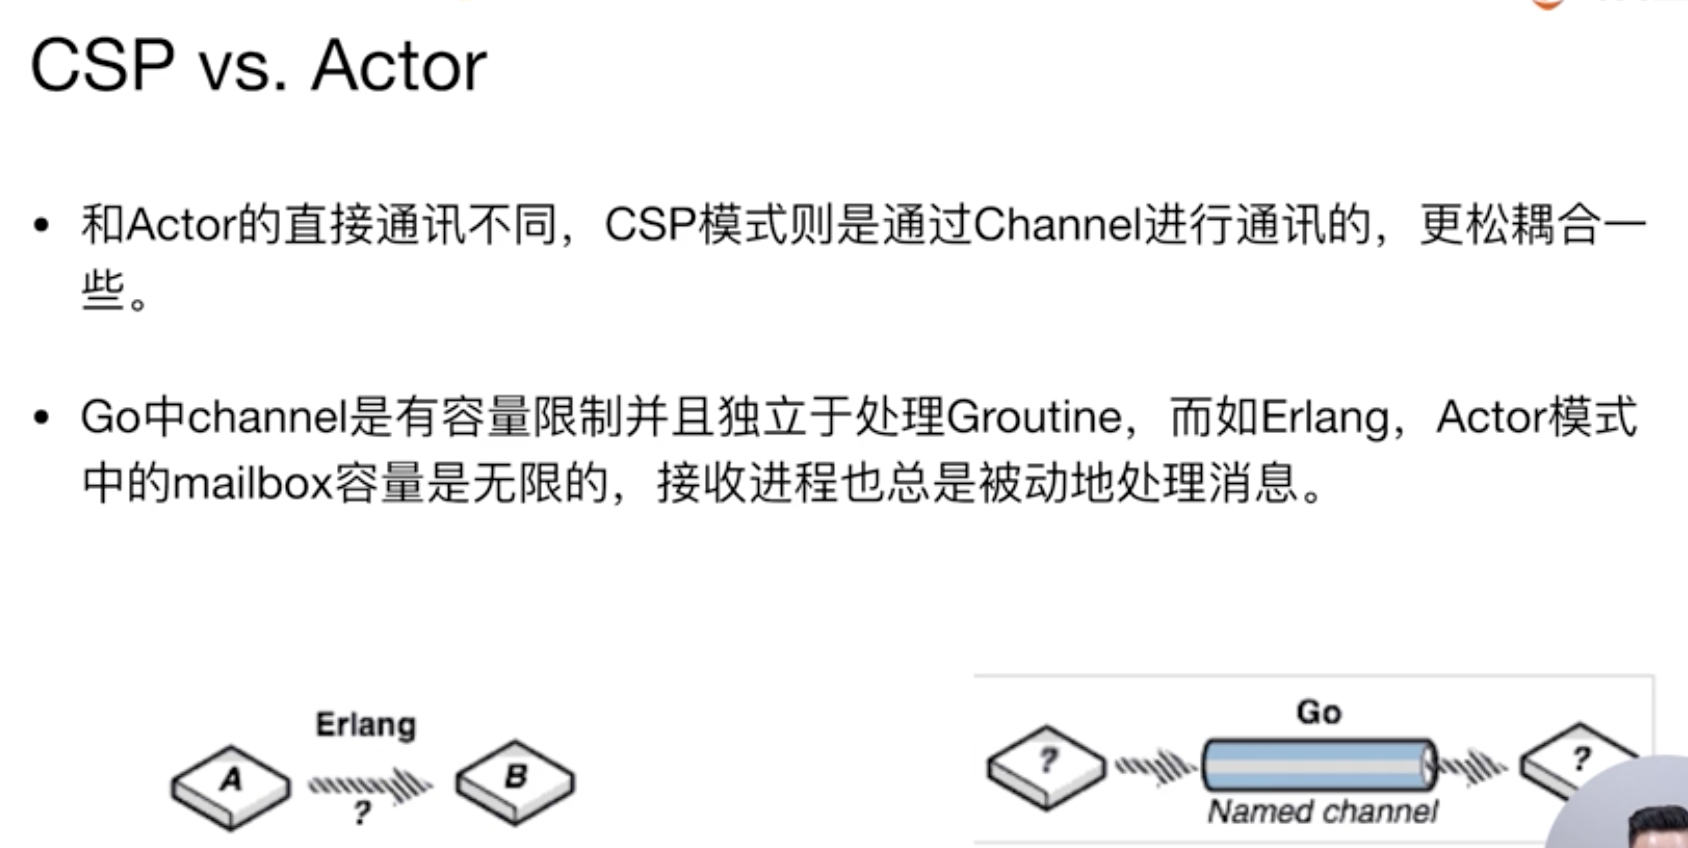 CSP vs. Actor
• 和Actor的直接通讯不同，CSP模式则是通过Channel进行通讯的，更松耦合一
些。
• Go中channel是有容量限制并且独立于处理Groutine，而如Erlang，Actor模式
中的mailbox容量是无限的，接收进程也总是被动地处理消息。
Erlang
A
?
B
Go
?
Named channel
?